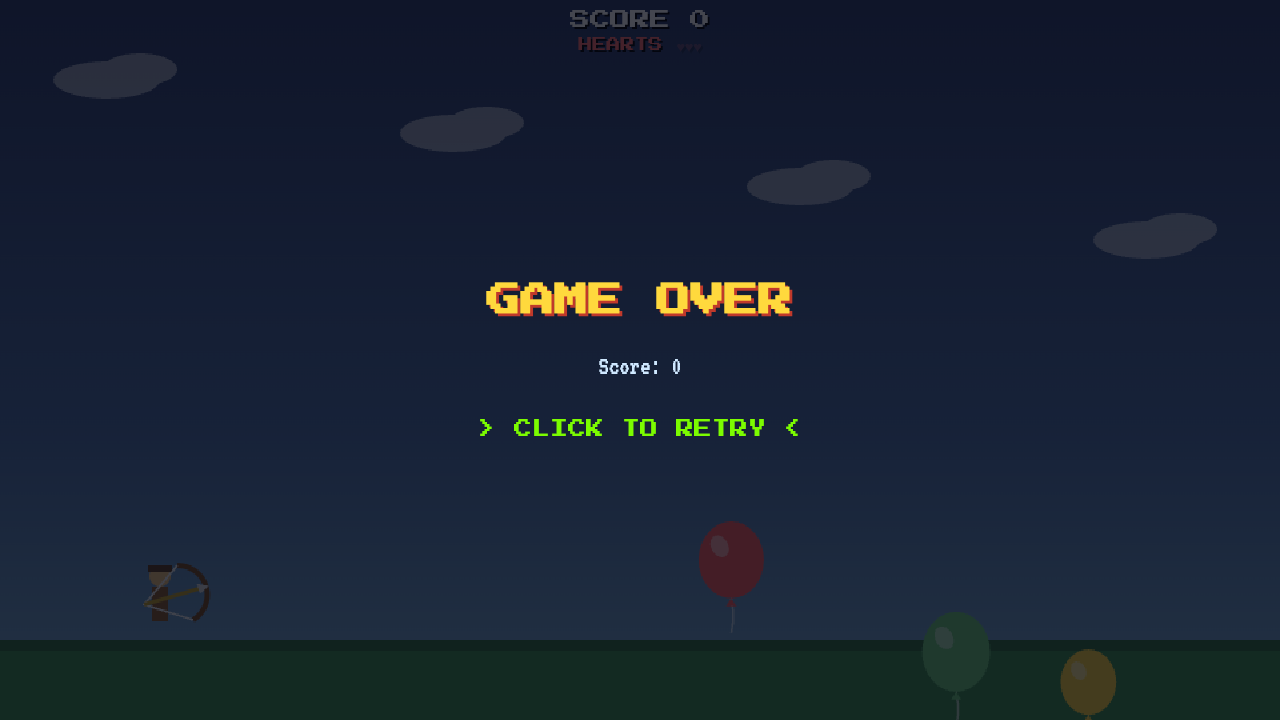 SCORE 0
HEARTS ♥♥♥
GAME OVER
Score: 0
> CLICK TO RETRY <